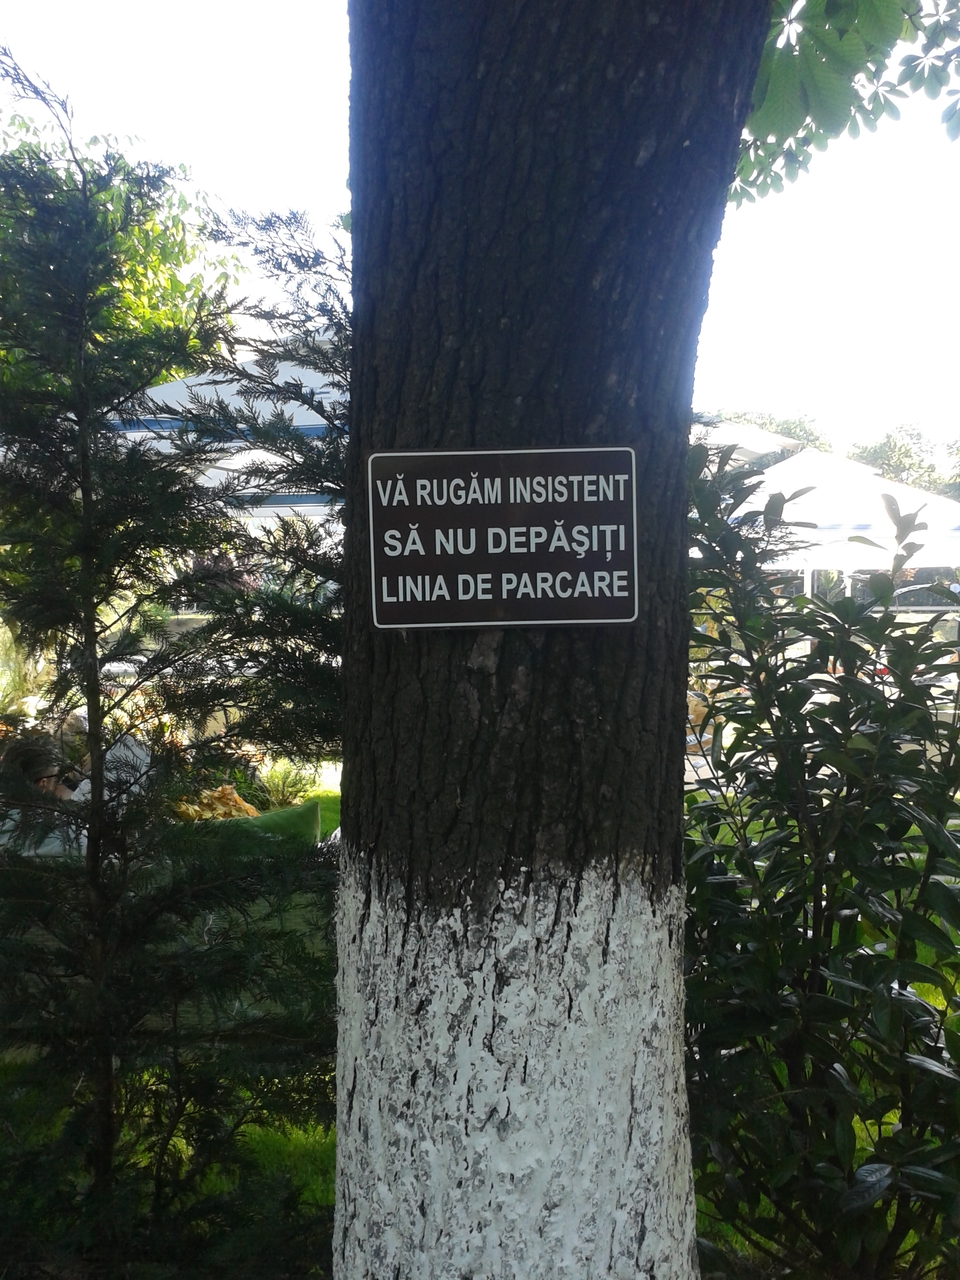 VĂ RUGĂM INSISTENT
SĂ NU DEPĂŞIŢI
LINIA DE PARCARE